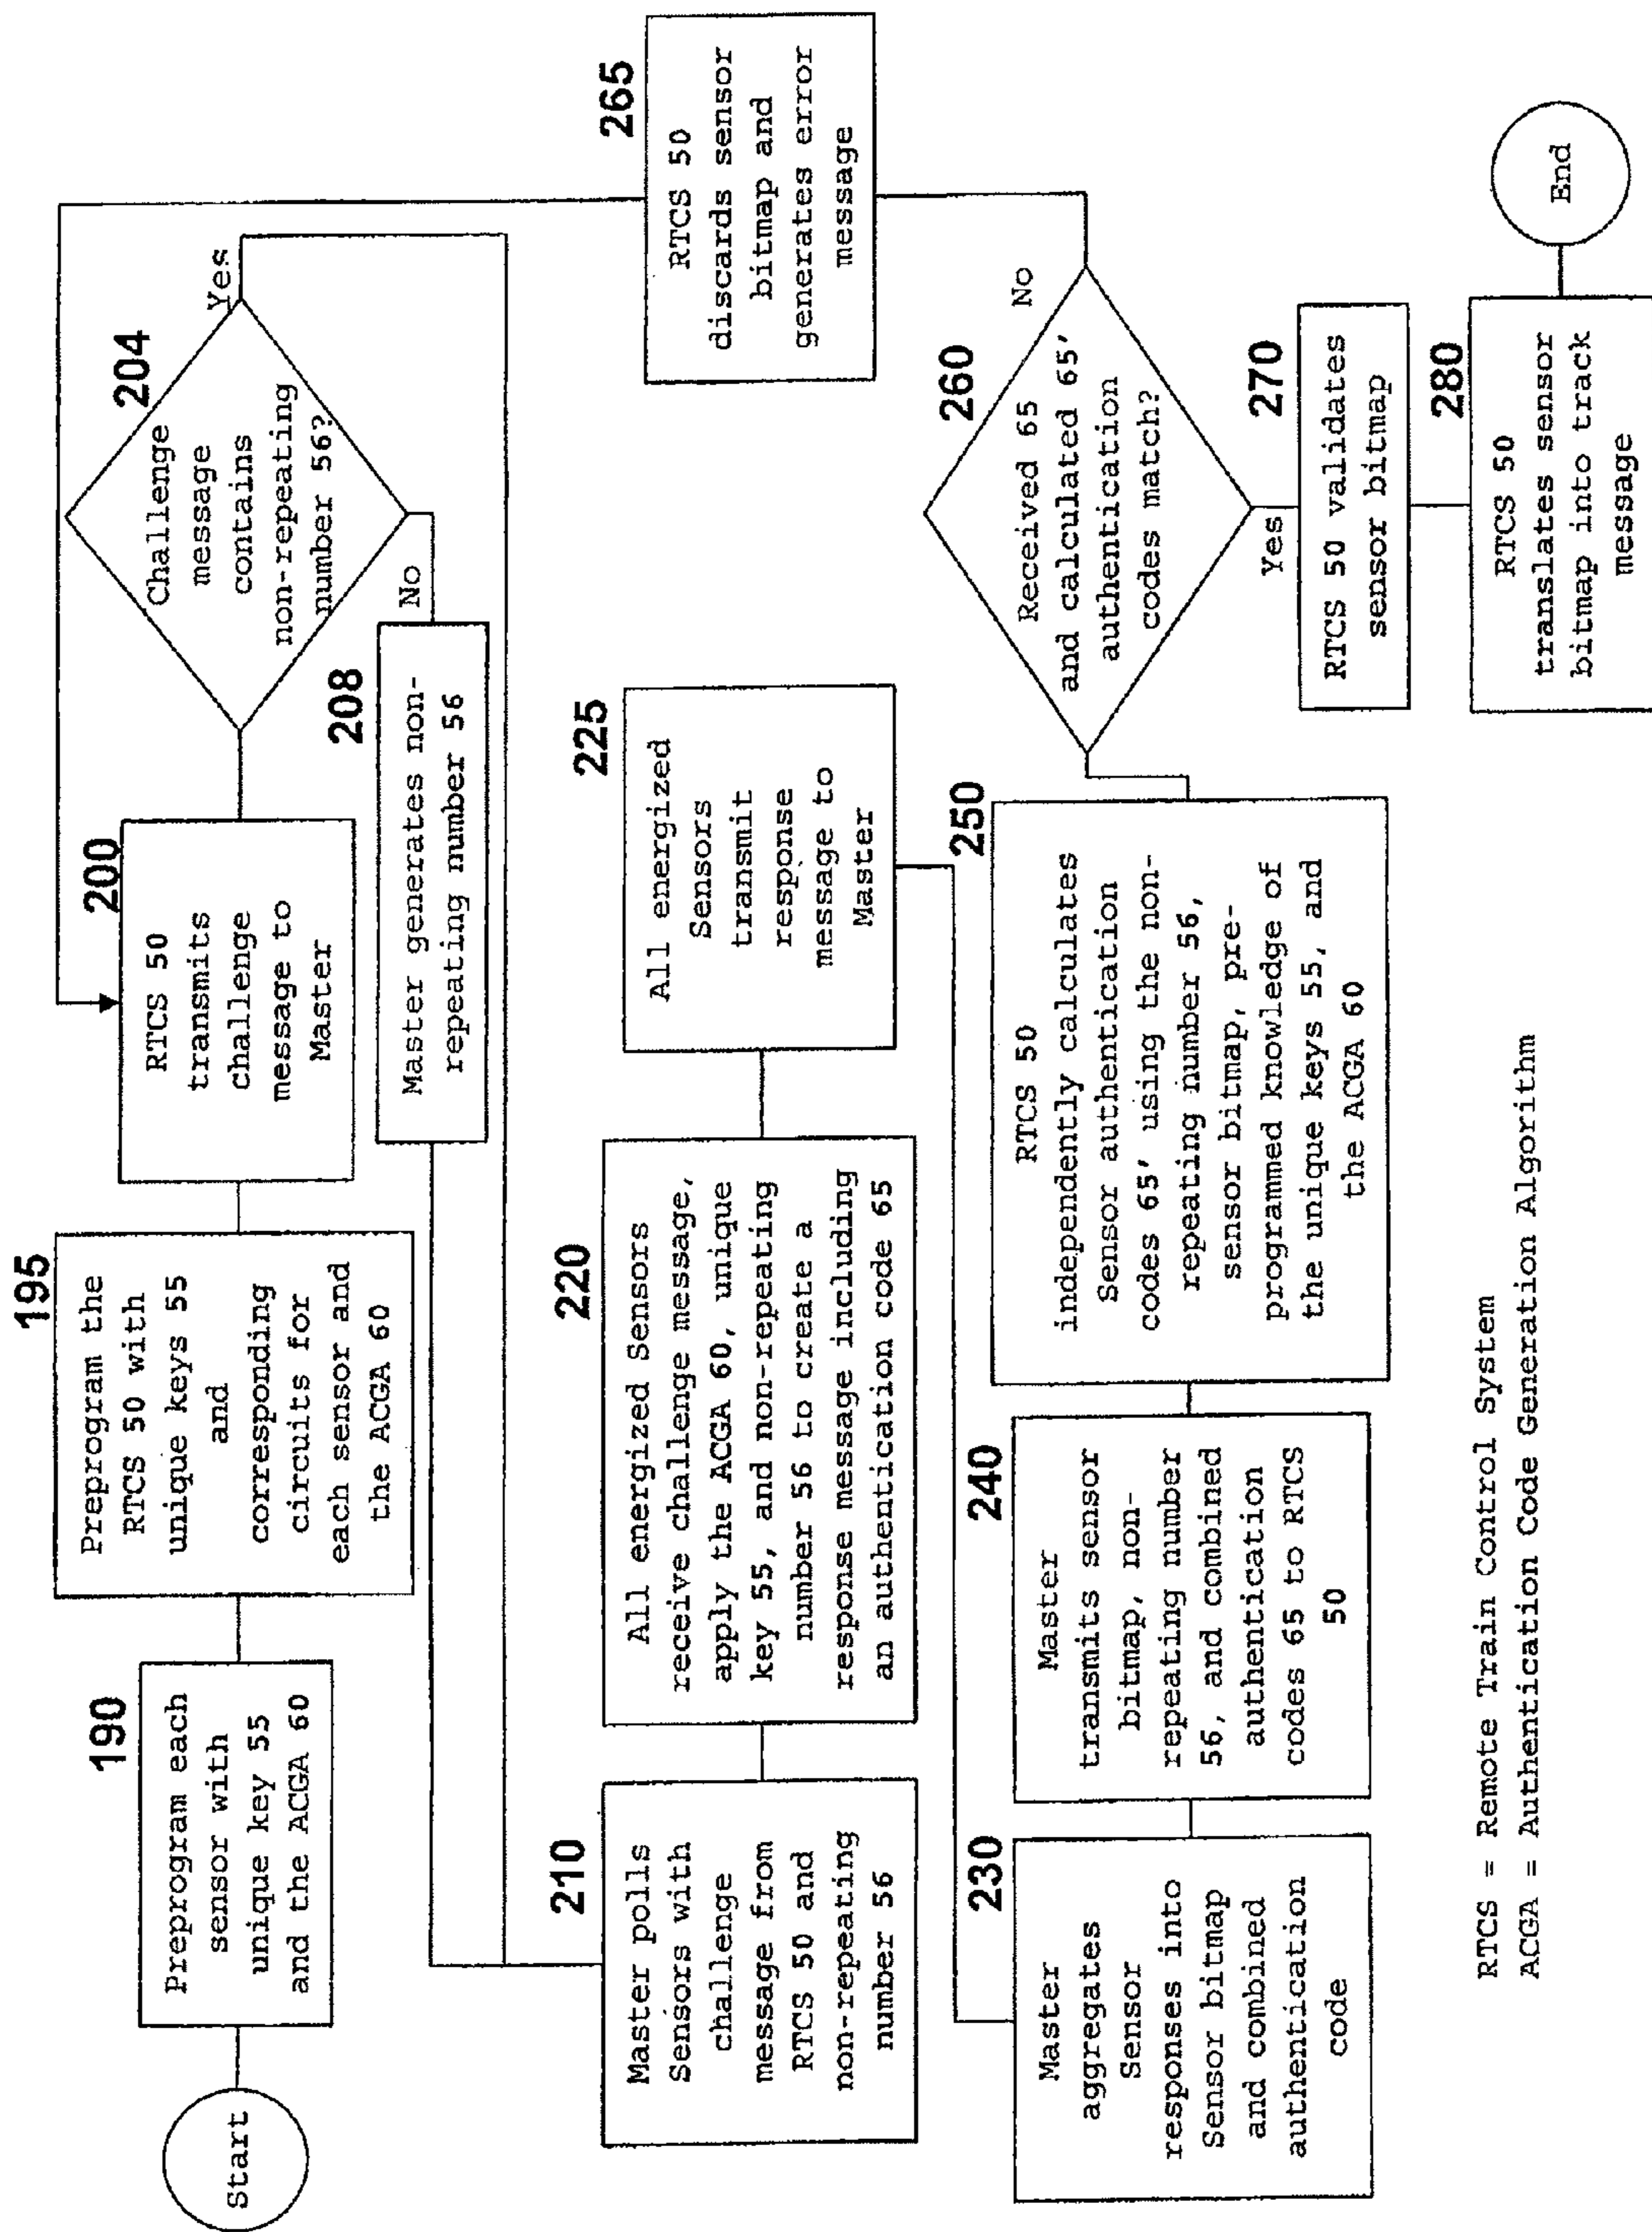 Start
190
Preprogram each
sensor with
unique key 55
and the ACGA 60
195
Preprogram the
RTCS 50 with
unique keys 55
and
corresponding
circuits for
each sensor and
the ACGA 60
200
RTCS 50
transmits
challenge
message to
Master
204
Challenge
message
contains
non-repeating
number 56?
Yes
No
208
Master generates non-
repeating number 56
210
Master polls
Sensors with
challenge
message from
RTCS 50 and
non-repeating
number 56
220
All energized Sensors
receive challenge message,
apply the ACGA 60, unique
key 55, and non-repeating
number 56 to create a
response message including
an authentication code 65
225
All energized
Sensors
transmit
response
message to
Master
230
Master
aggregates
Sensor
responses into
Sensor bitmap
and combined
authentication
code
240
Master
transmits sensor
bitmap, non-
repeating number
56, and combined
authentication
codes 65 to RTCS
50
250
RTCS 50
independently calculates
Sensor authentication
codes 65' using the non-
repeating number 56,
sensor bitmap, pre-
programmed knowledge of
the unique keys 55, and
the ACGA 60
260
Received 65
and calculated 65'
authentication
codes match?
No
Yes
265
RTCS 50
discards sensor
bitmap and
generates error
message
270
RTCS 50 validates
sensor bitmap
280
RTCS 50
translates sensor
bitmap into track
message
End
RTCS = Remote Train Control System
ACGA = Authentication Code Generation Algorithm